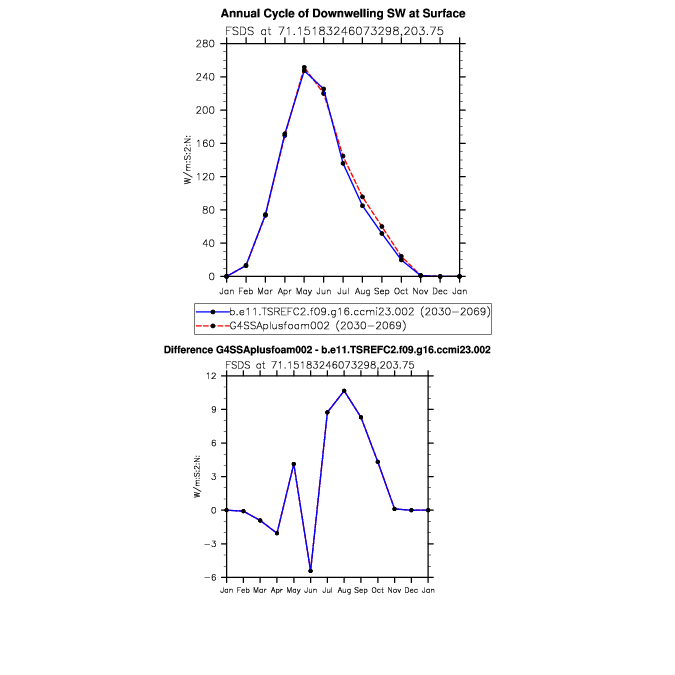 Annual Cycle of Downwelling SW at Surface
FSDS at 71.15183246073298,203.75
280
240
200
160
120
80
40
0
W/m:S:2:N:
Jan Feb Mar Apr May Jun Jul Aug Sep Oct Nov Dec Jan
b.e11.TSREFC2.f09.g16.ccmi23.002 (2030-2069)
G4SSAplusfoam002 (2030-2069)
Difference G4SSAplusfoam002 - b.e11.TSREFC2.f09.g16.ccmi23.002
FSDS at 71.15183246073298,203.75
12
9
6
3
0
-3
-6
W/m:S:2:N:
Jan Feb Mar Apr May Jun Jul Aug Sep Oct Nov Dec Jan